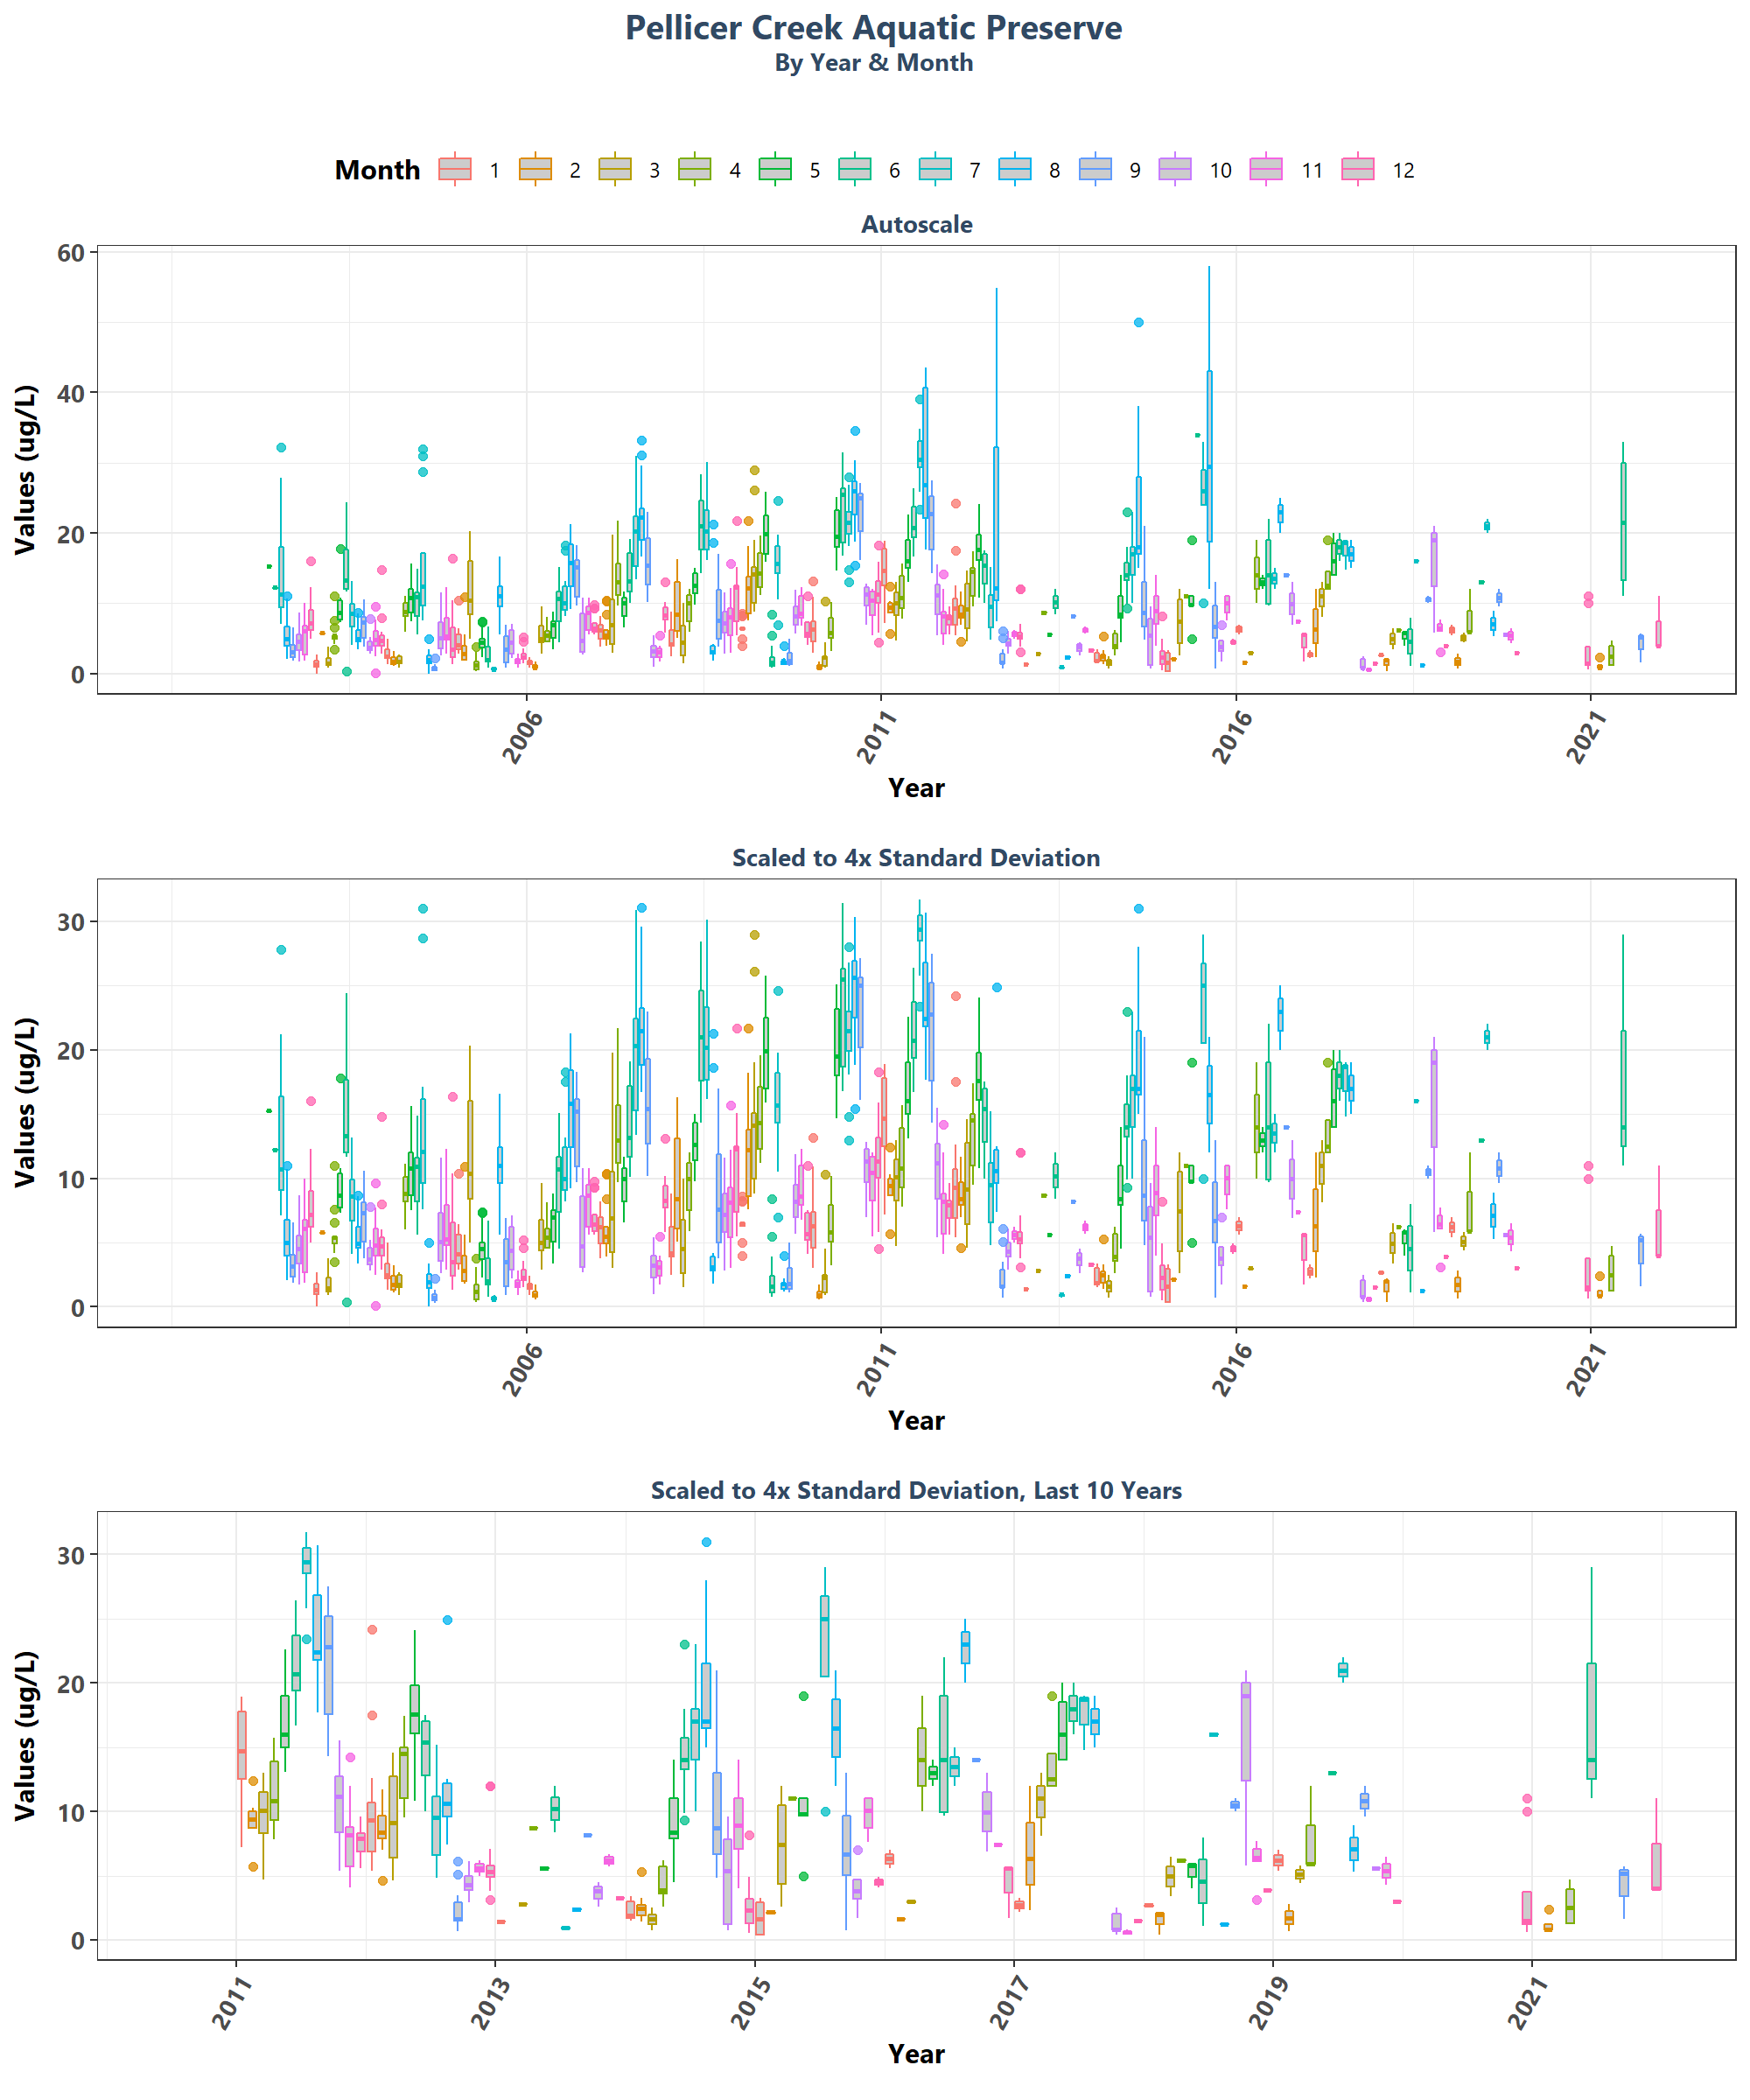 Pellicer Creek Aquatic Preserve
By Year & Month
Month 1 2 3 4 5 6 7 8 9 10 11 12
Autoscale
60
40
20
0
Values (ug/L)
2006 2011 2016 2021
Year
Scaled to 4x Standard Deviation
30
20
10
0
Values (ug/L)
2006 2011 2016 2021
Year
Scaled to 4x Standard Deviation, Last 10 Years
30
20
10
0
Values (ug/L)
2011 2013 2015 2017 2019 2021
Year